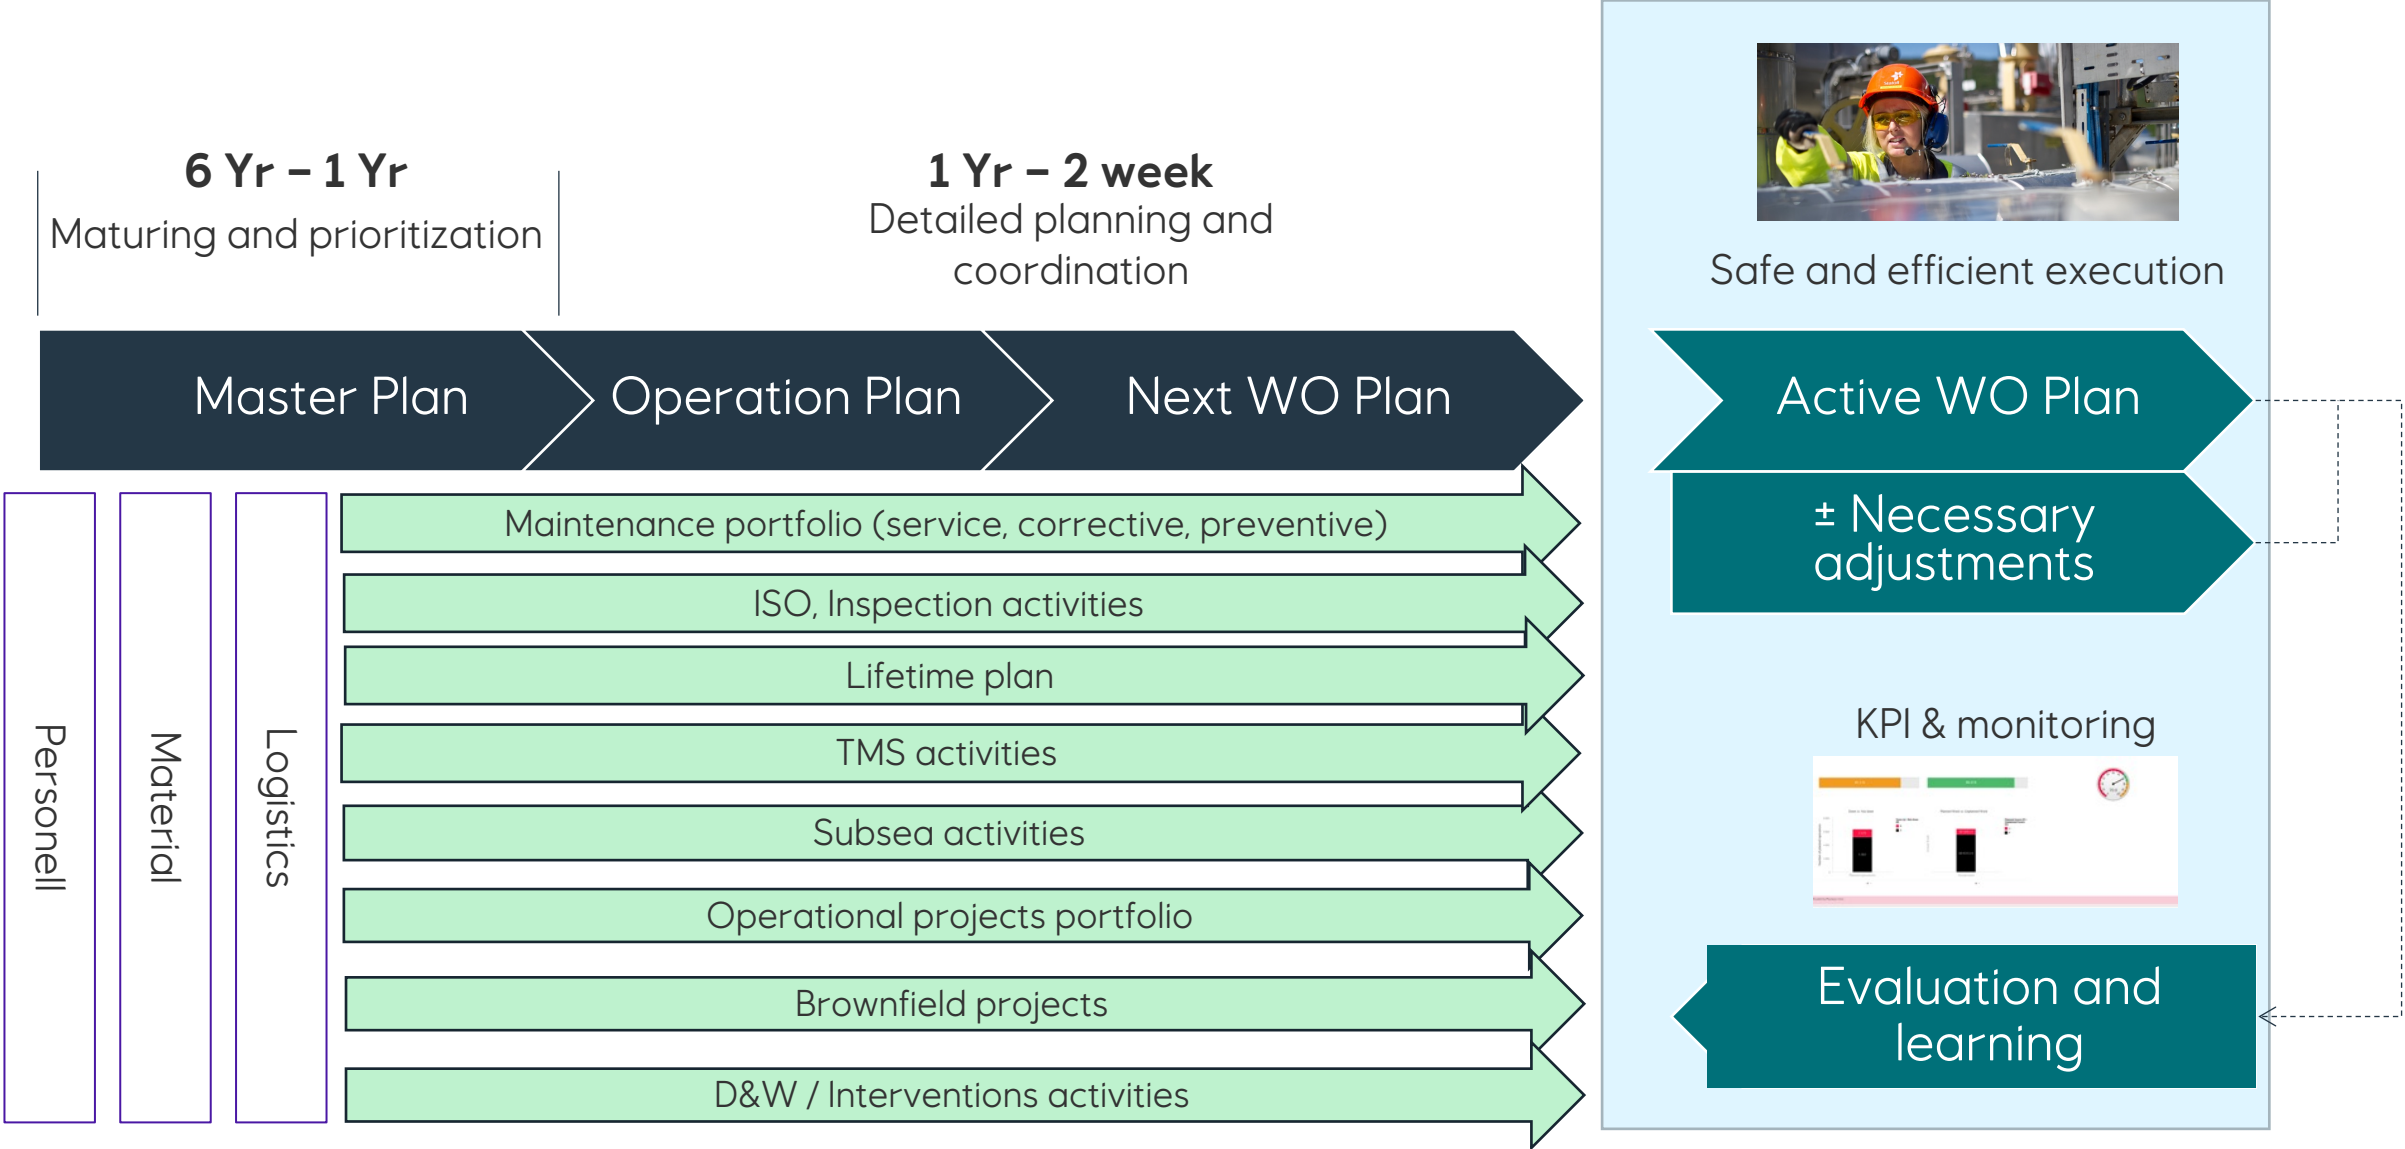 6 Yr – 1 Yr
Maturing and prioritization
1 Yr – 2 week
Detailed planning and
coordination
Safe and efficient execution
Master Plan
Operation Plan
Next WO Plan
Active WO Plan
± Necessary
adjustments
Personell
Material
Logistics
Maintenance portfolio (service, corrective, preventive)
ISO, Inspection activities
Lifetime plan
TMS activities
Subsea activities
Operational projects portfolio
Brownfield projects
D&W / Interventions activities
KPI & monitoring
Evaluation and
learning